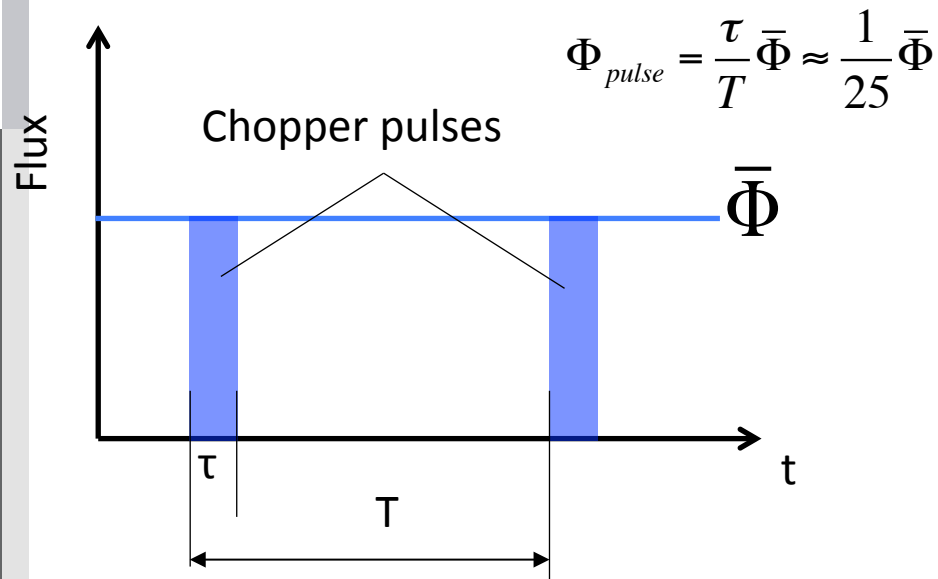 Φ_pulse = τ/T Φ̄ ≈ 1/25 Φ̄
Flux
Chopper pulses
Φ̄
τ
t
T